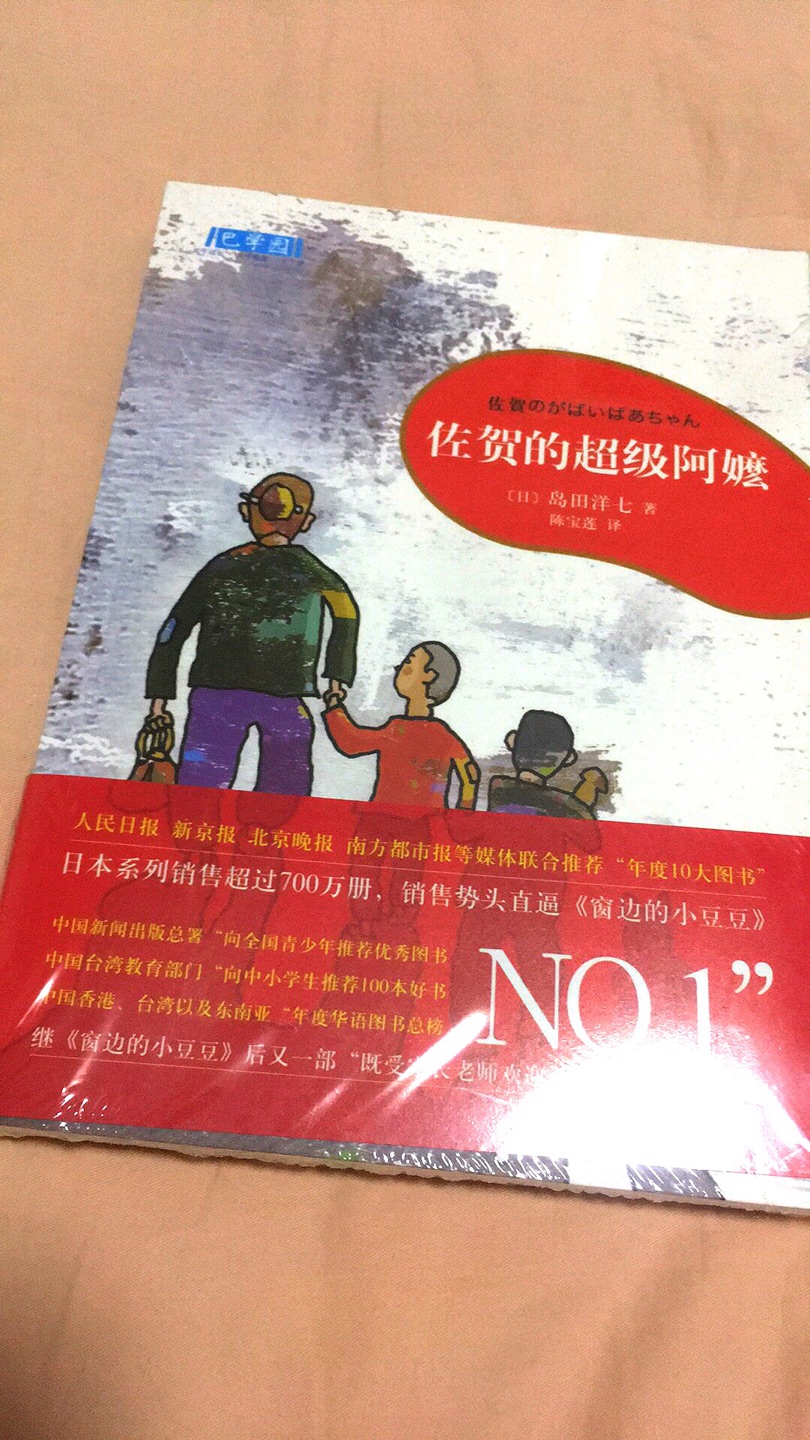 巴学园
佐賀のがばいばあちゃん
佐贺的超级阿嬷
〔日〕岛田洋七 著
陈宝莲 译
人民日报 新京报 北京晚报 南方都市报等媒体联合推荐“年度10大图书”
日本系列销售超过700万册，销售势头直逼《窗边的小豆豆》
中国新闻出版总署“向全国青少年推荐优秀图书
中国台湾教育部门“向中小学生推荐100本好书
中国香港 台湾以及东南亚“年度华语图书总榜
NO.1”
继《窗边的小豆豆》后又一部“既受家长老师欢迎